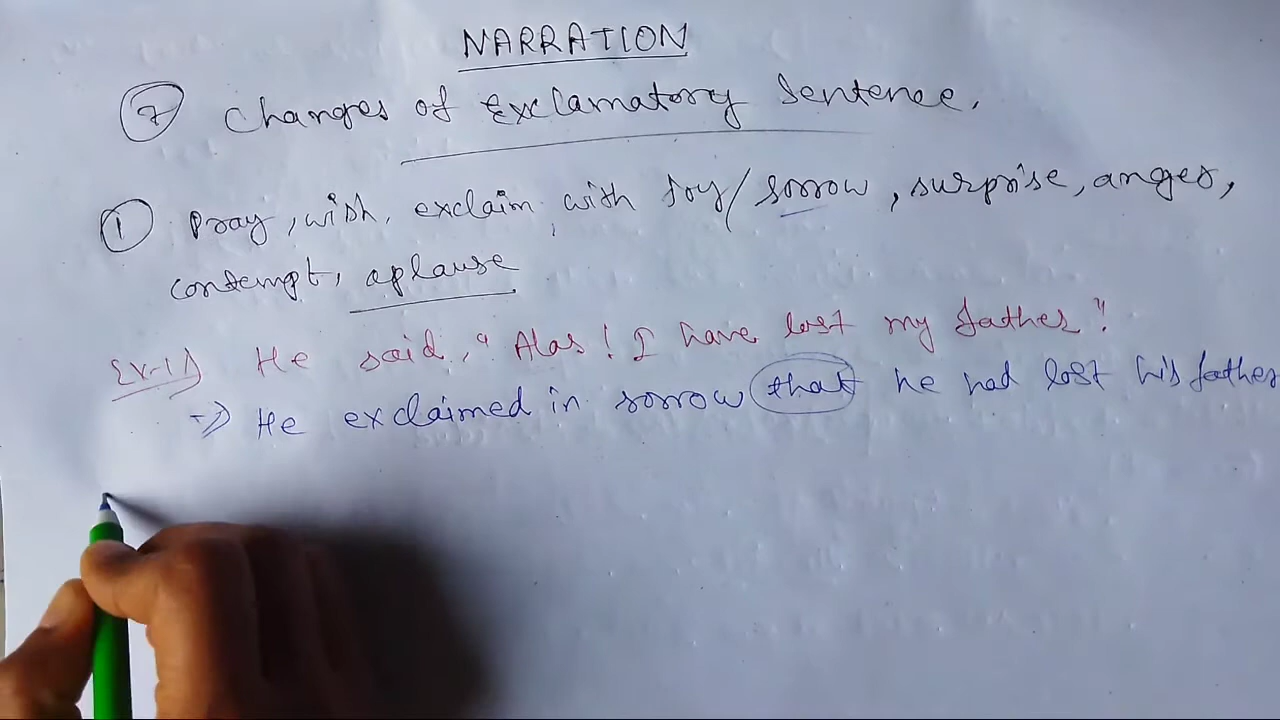 NARRATION
7 Changes of Exclamatory Sentence.
1 Pray, wish, exclaim with Joy/sorrow, surprise, anger,
contempt, aplause
Ex-1) He said, "Alas! I have lost my father".
⇒ He exclaimed in sorrow that he had lost his father